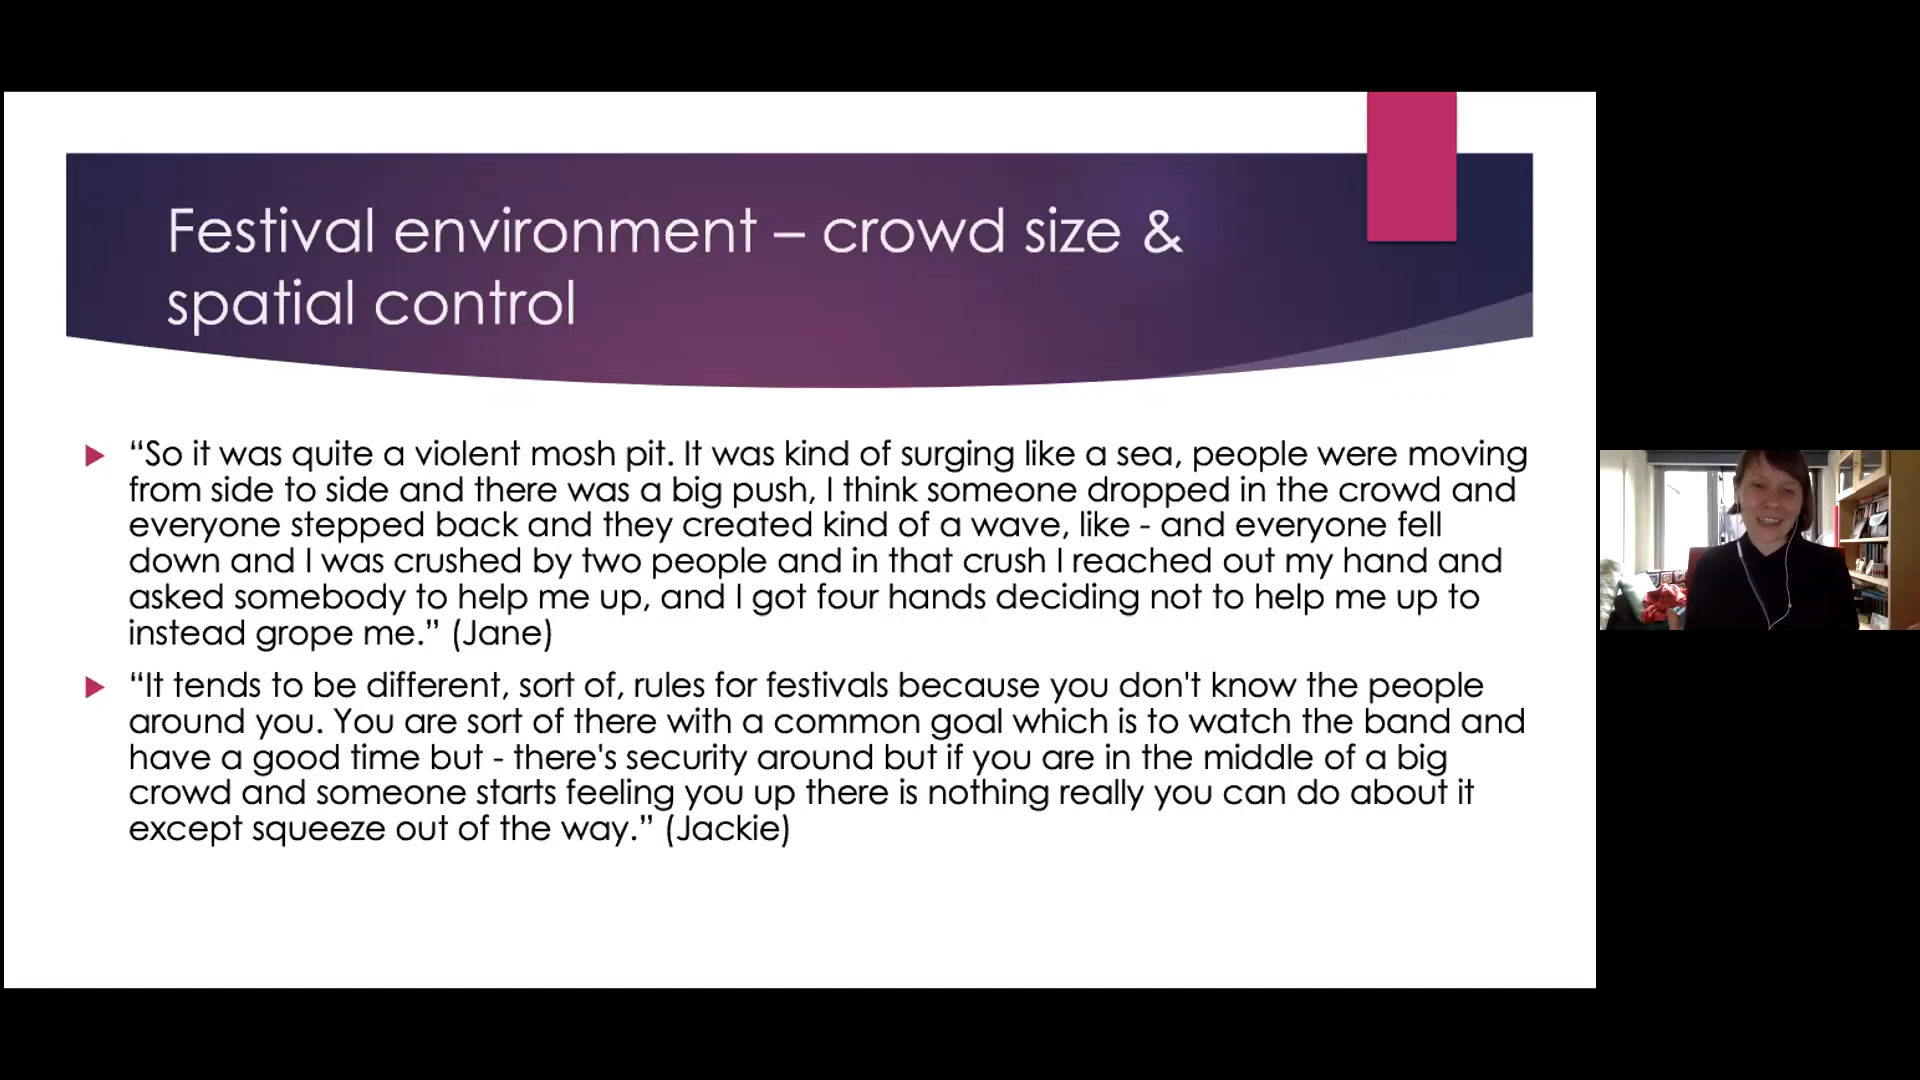 Festival environment – crowd size &
spatial control
“So it was quite a violent mosh pit. It was kind of surging like a sea, people were moving
from side to side and there was a big push, I think someone dropped in the crowd and
everyone stepped back and they created kind of a wave, like - and everyone fell
down and I was crushed by two people and in that crush I reached out my hand and
asked somebody to help me up, and I got four hands deciding not to help me up to
instead grope me.” (Jane)
“It tends to be different, sort of, rules for festivals because you don't know the people
around you. You are sort of there with a common goal which is to watch the band and
have a good time but - there's security around but if you are in the middle of a big
crowd and someone starts feeling you up there is nothing really you can do about it
except squeeze out of the way.” (Jackie)